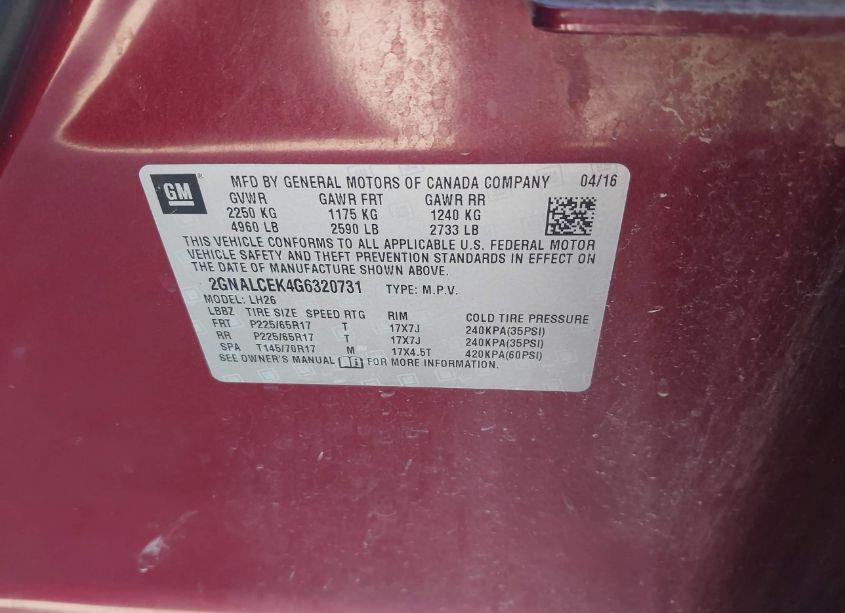 GM
MFD BY GENERAL MOTORS OF CANADA COMPANY 04/16
GVWR GAWR FRT GAWR RR
2250 KG 1175 KG 1240 KG
4960 LB 2590 LB 2733 LB
THIS VEHICLE CONFORMS TO ALL APPLICABLE U.S. FEDERAL MOTOR
VEHICLE SAFETY AND THEFT PREVENTION STANDARDS IN EFFECT ON
THE DATE OF MANUFACTURE SHOWN ABOVE.
2GNALCEK4G6320731 TYPE: M.P.V.
MODEL: LH26
LBBZ TIRE SIZE SPEED RTG RIM COLD TIRE PRESSURE
FRT P225/65R17 T 17X7J 240KPA(35PSI)
RR P225/65R17 T 17X7J 240KPA(35PSI)
SPA T145/70R17 M 17X4.5T 420KPA(60PSI)
SEE OWNER'S MANUAL FOR MORE INFORMATION.